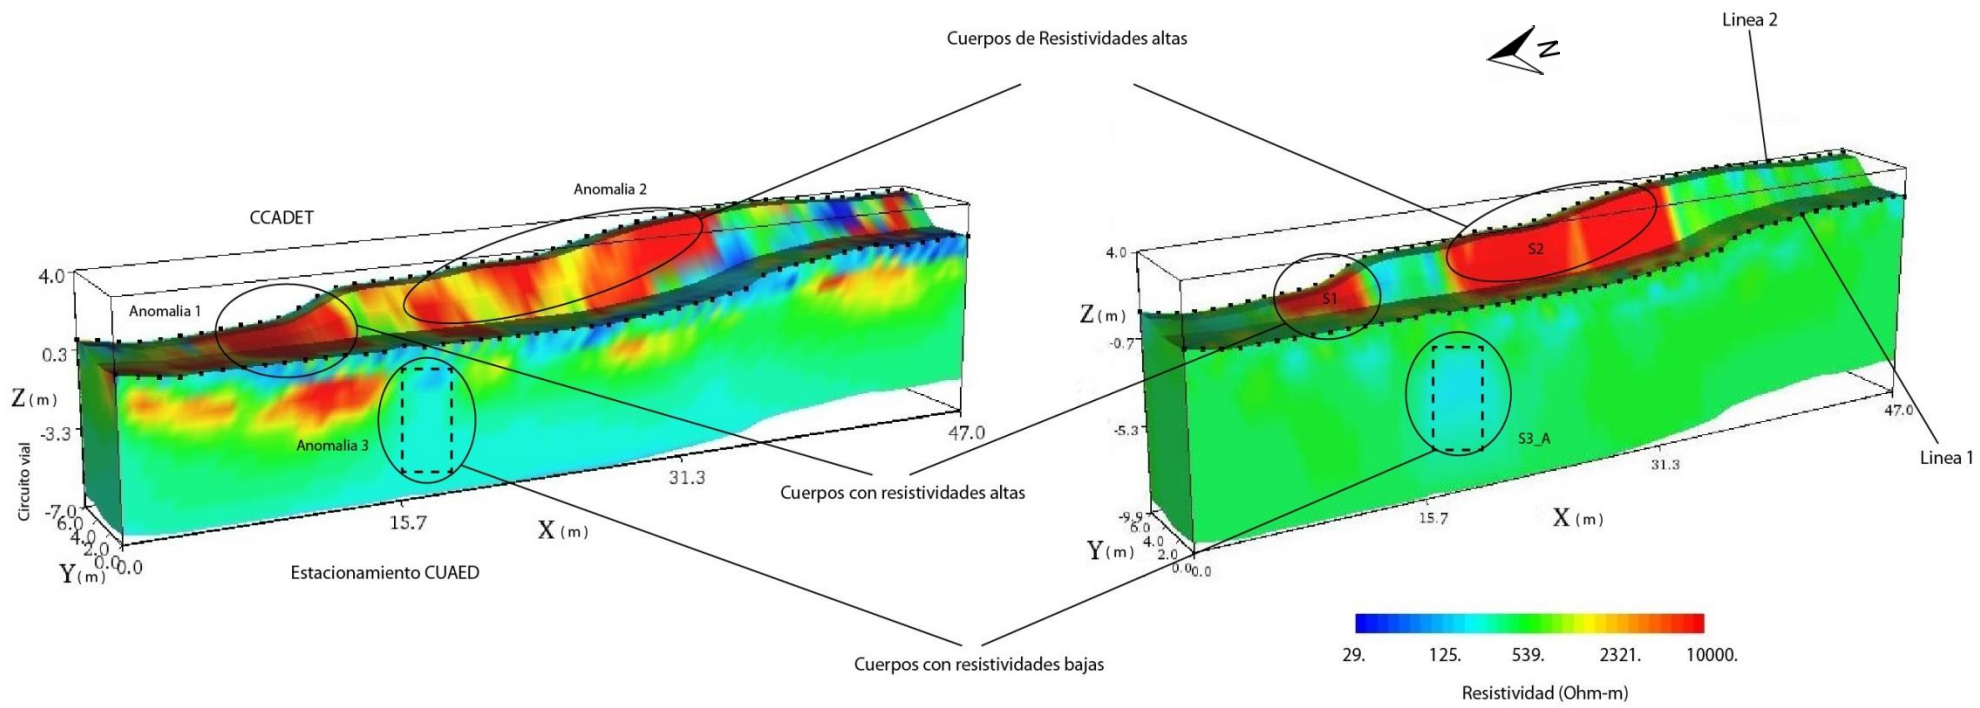 Linea 2
Cuerpos de Resistividades altas
N
Anomalia 2
CCADET
4.0
Anomalia 1
0.3
Z (m)
-3.3
Anomalia 3
Circuito vial
-7.0
6.0
4.0
2.0
0.0
Y (m)
0.0
15.7
31.3
47.0
X (m)
Estacionamiento CUAED
4.0
S2
S1
Z (m)
-0.7
-5.3
S3_A
-9.9
6.0
4.0
2.0
0.0
Y (m)
0.0
15.7
31.3
47.0
X (m)
Linea 1
Cuerpos con resistividades altas
Cuerpos con resistividades bajas
29. 125. 539. 2321. 10000.
Resistividad (Ohm-m)